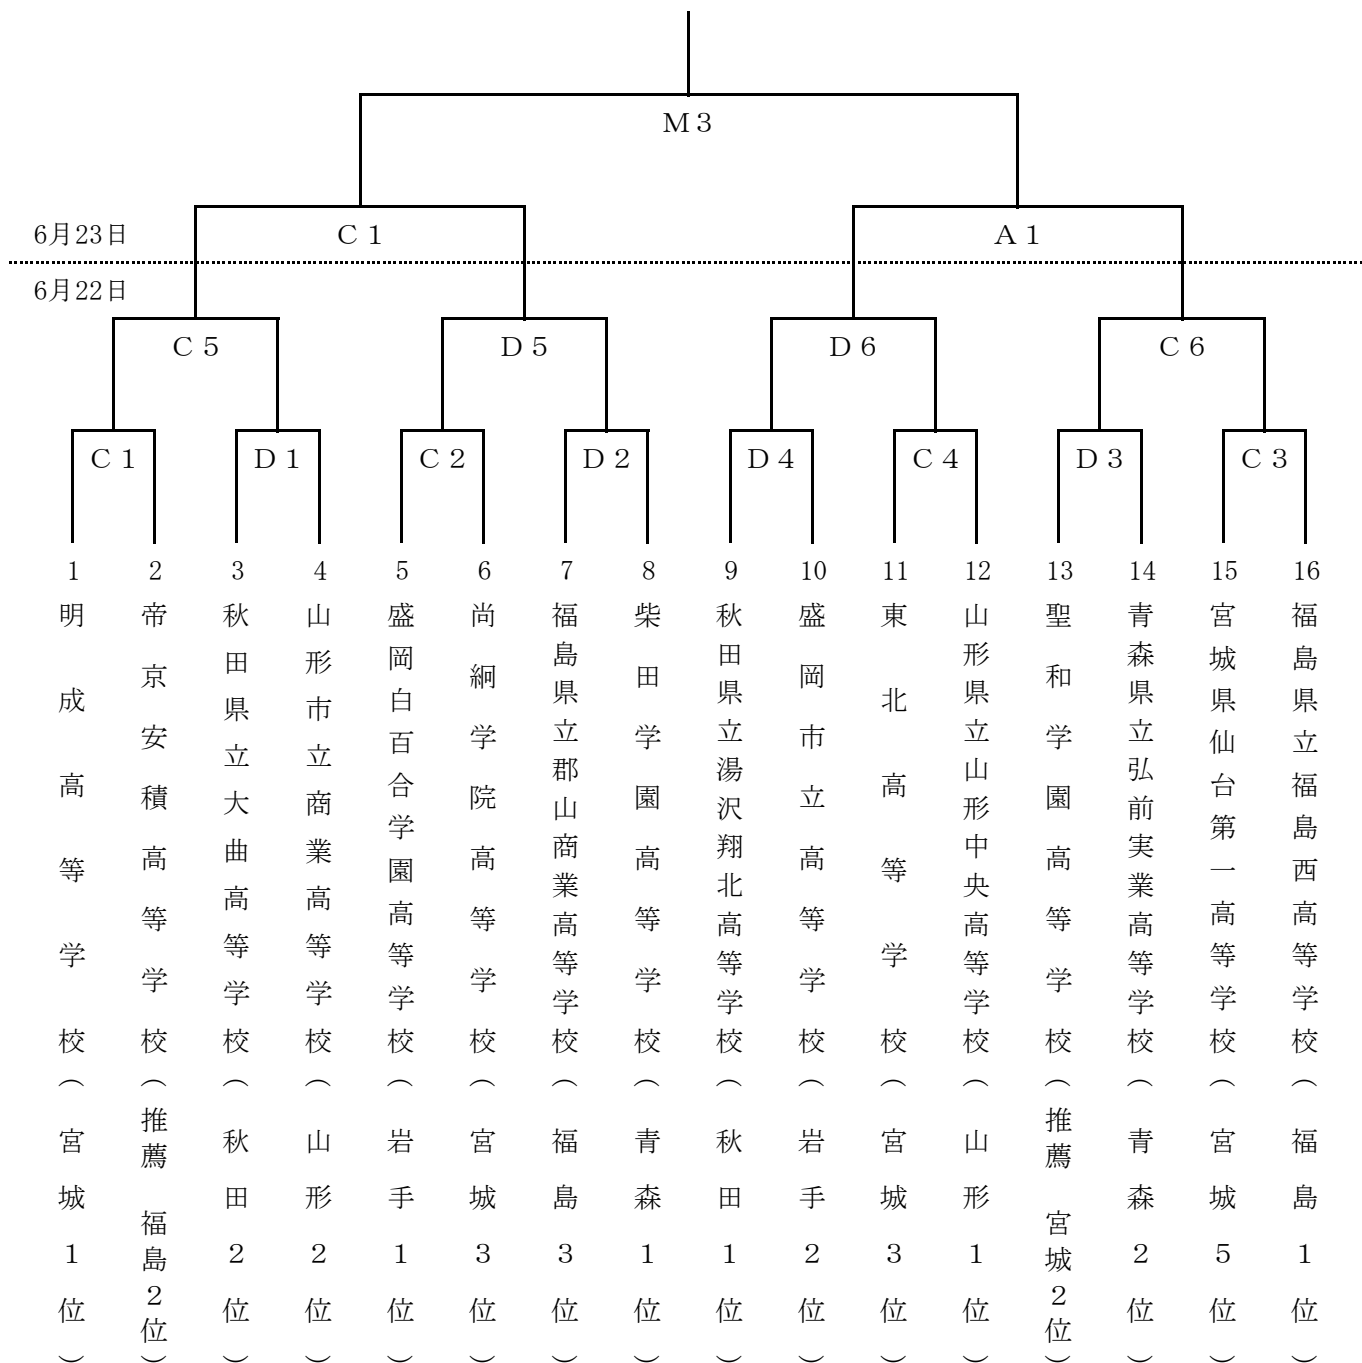 M3
6月23日
C1
A1
6月22日
C5
D5
D6
C6
C1
D1
C2
D2
D4
C4
D3
C3
1
2
3
4
5
6
7
8
9
10
11
12
13
14
15
16
明成高等学校(宮城1位)
帝京安積高等学校(推薦 福島2位)
秋田県立大曲高等学校(秋田2位)
山形市立商業高等学校(山形2位)
盛岡白百合学園高等学校(岩手1位)
尚絅学院高等学校(宮城3位)
福島県立郡山商業高等学校(福島3位)
柴田学園高等学校(青森1位)
秋田県立湯沢翔北高等学校(秋田1位)
盛岡市立高等学校(岩手2位)
東北高等学校(宮城3位)
山形県立山形中央高等学校(山形1位)
聖和学園高等学校(推薦 宮城2位)
青森県立弘前実業高等学校(青森2位)
宮城県仙台第一高等学校(宮城5位)
福島県立福島西高等学校(福島1位)